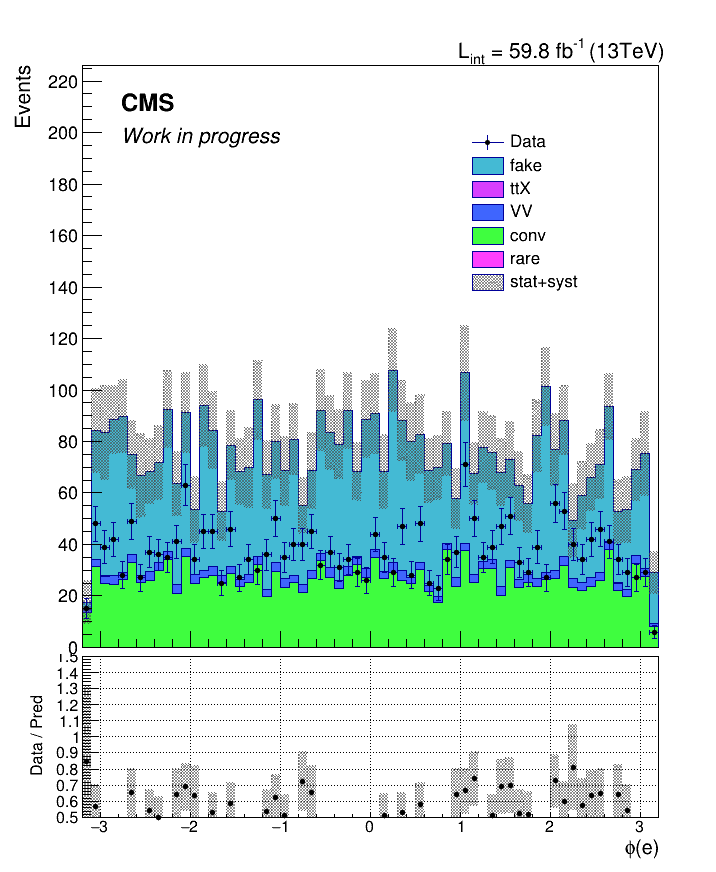 L_int = 59.8 fb^-1 (13TeV)
Events
CMS
Work in progress
Data
fake
ttX
VV
conv
rare
stat+syst
220
200
180
160
140
120
100
80
60
40
20
0
Data / Pred
1.5
1.4
1.3
1.2
1.1
1
0.9
0.8
0.7
0.6
0.5
−3 −2 −1 0 1 2 3
ϕ(e)